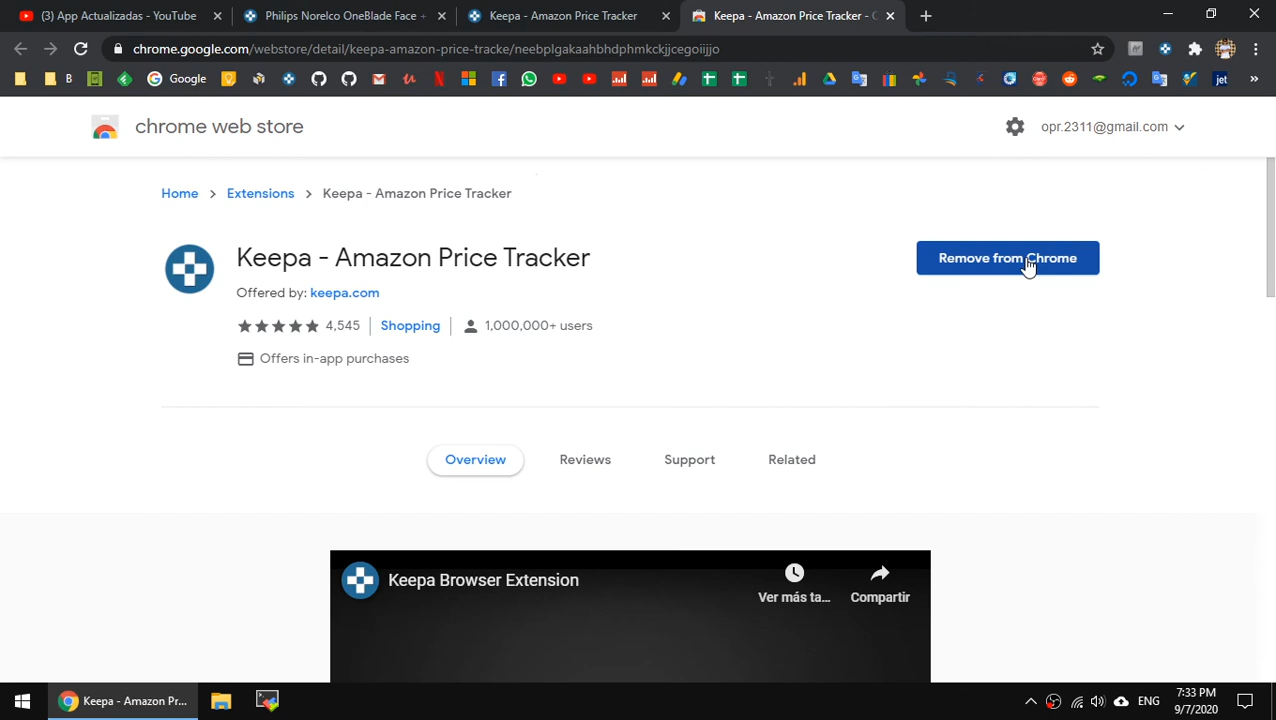 (3) App Actualizadas - YouTube
Philips Norelco OneBlade Face +
Keepa - Amazon Price Tracker
Keepa - Amazon Price Tracker - C
chrome.google.com/webstore/detail/keepa-amazon-price-tracke/neebplgakaahbhdphmkckjjcegoiijjo
B
Google
jet
chrome web store
opr.2311@gmail.com
Home > Extensions > Keepa - Amazon Price Tracker
Keepa - Amazon Price Tracker
Remove from Chrome
Offered by: keepa.com
4,545 Shopping 1,000,000+ users
Offers in-app purchases
Overview Reviews Support Related
Keepa Browser Extension
Ver más ta... Compartir
Keepa - Amazon Pr...
ENG
7:33 PM
9/7/2020